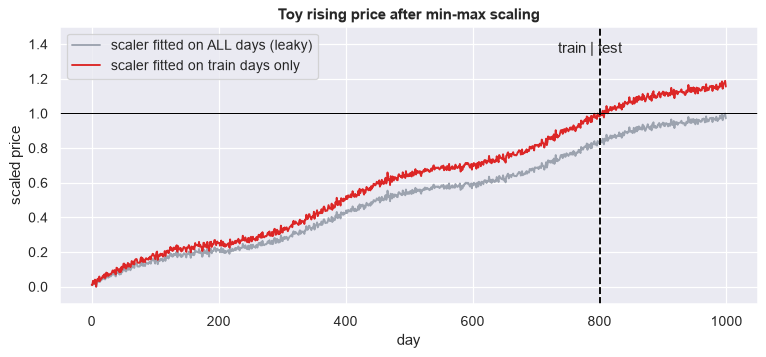 Toy rising price after min-max scaling
scaler fitted on ALL days (leaky)
scaler fitted on train days only
train | test
1.4
1.2
1.0
0.8
0.6
0.4
0.2
0.0
scaled price
0 200 400 600 800 1000
day